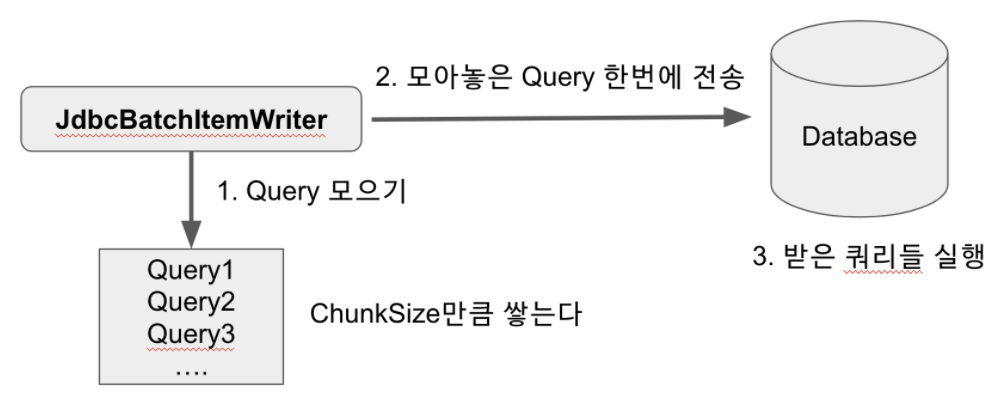 2. 모아놓은 Query 한번에 전송
JdbcBatchItemWriter
Database
1. Query 모으기
3. 받은 쿼리들 실행
Query1
Query2
Query3
....
ChunkSize만큼 쌓는다